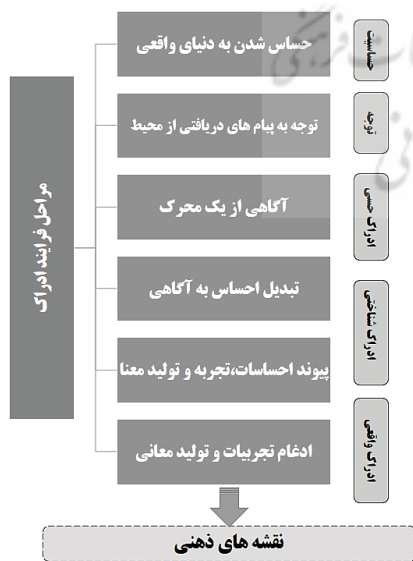 حساس شدن به دنیای واقعی
حساسیت
توجه به پیام های دریافتی از محیط
توجه
مراحل فرایند ادراک
آگاهی از یک محرک
ادراک حسی
تبدیل احساس به آگاهی
ادراک شناختی
پیوند احساسات،تجربه و تولید معنا
ادغام تجربیات و تولید معانی
ادراک واقعی
نقشه های ذهنی